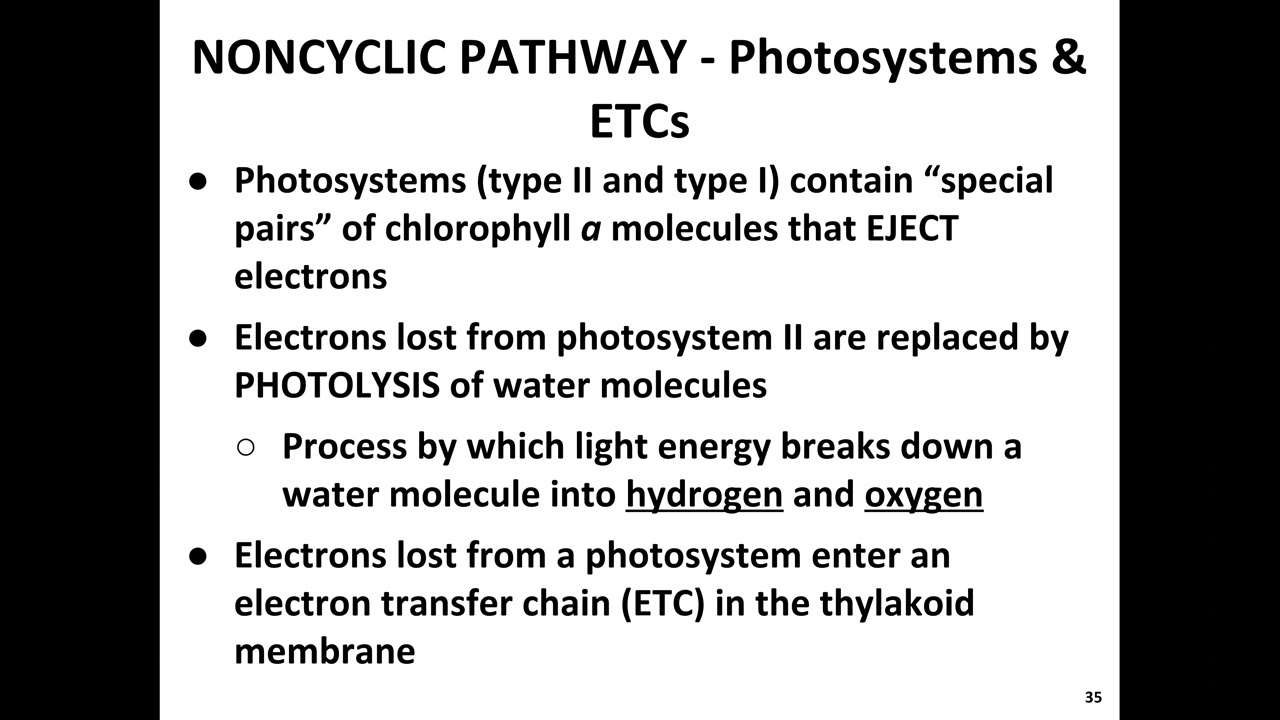 NONCYCLIC PATHWAY - Photosystems &
ETCs
● Photosystems (type II and type I) contain “special
pairs” of chlorophyll a molecules that EJECT
electrons
● Electrons lost from photosystem II are replaced by
PHOTOLYSIS of water molecules
○ Process by which light energy breaks down a
water molecule into hydrogen and oxygen
● Electrons lost from a photosystem enter an
electron transfer chain (ETC) in the thylakoid
membrane
35